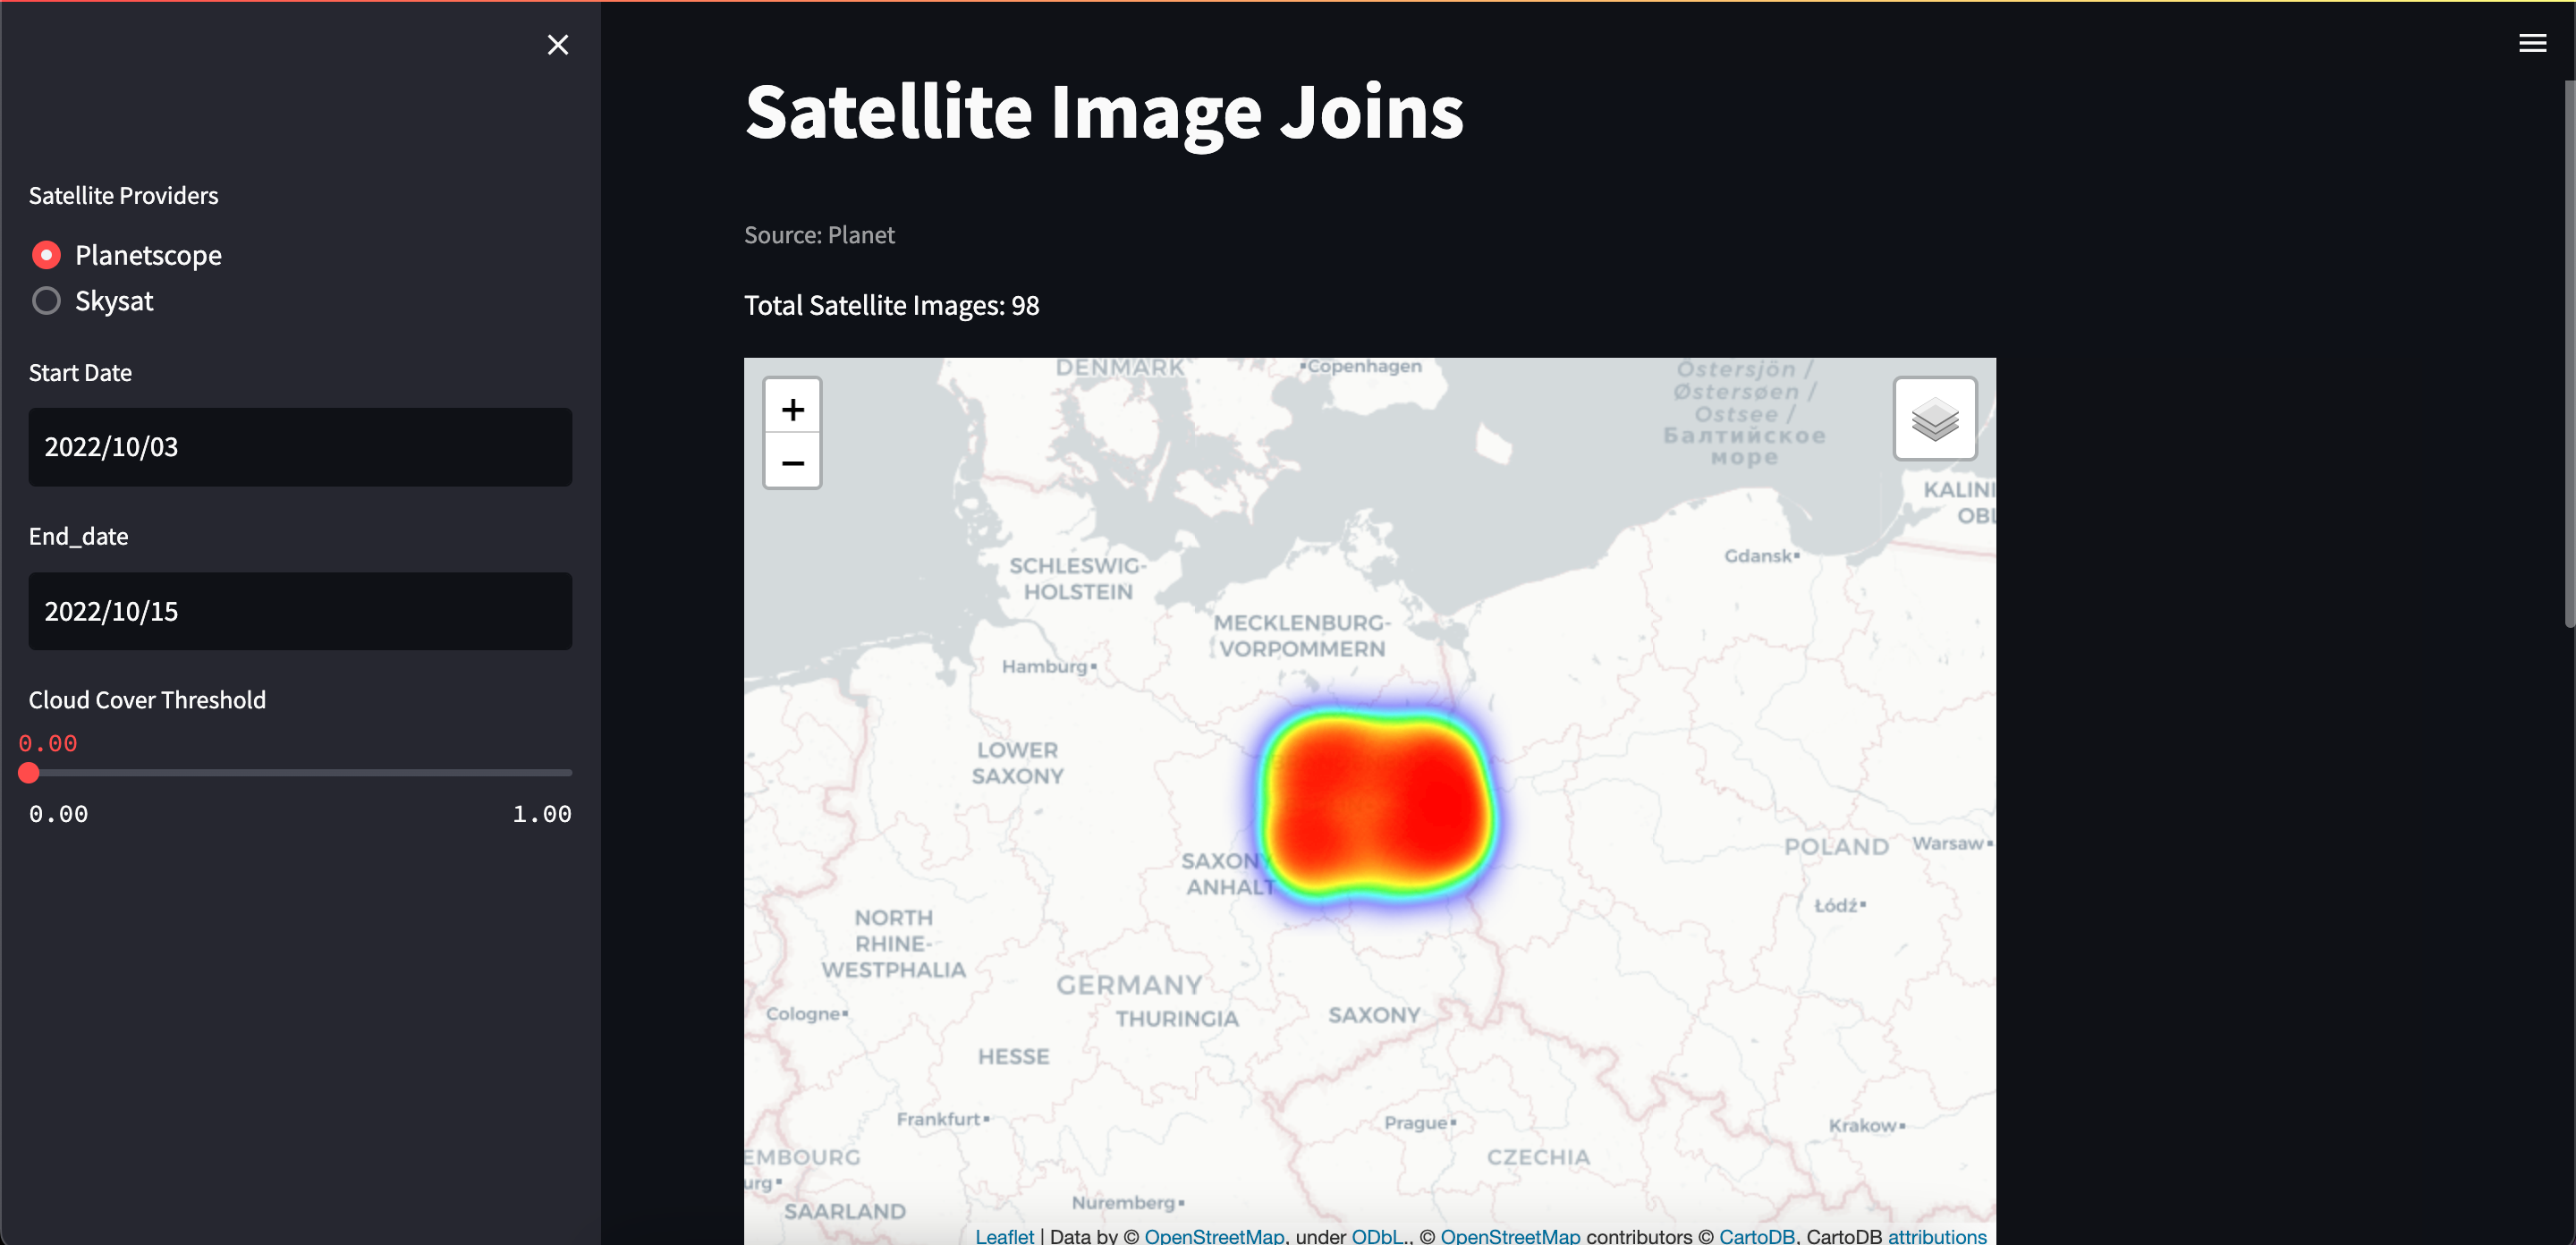 Satellite Providers
Planetscope
Skysat
Start Date
2022/10/03
End_date
2022/10/15
Cloud Cover Threshold
0.00
0.00 1.00
Satellite Image Joins
Source: Planet
Total Satellite Images: 98
+
−
DENMARK
Copenhagen
Östersjön /
Østersøen /
Ostsee /
Балтийское
море
KALINI
OBL
Gdansk
SCHLESWIG-
HOLSTEIN
MECKLENBURG-
VORPOMMERN
Hamburg
LOWER
SAXONY
SAXONY
ANHALT
POLAND
Warsaw
Łódź
NORTH
RHINE-
WESTPHALIA
GERMANY
Cologne
THURINGIA
SAXONY
HESSE
Frankfurt
Prague
Krakow
EMBOURG
urg
CZECHIA
Nuremberg
SAARLAND
Leaflet | Data by © OpenStreetMap, under ODbL., © OpenStreetMap contributors © CartoDB, CartoDB attributions